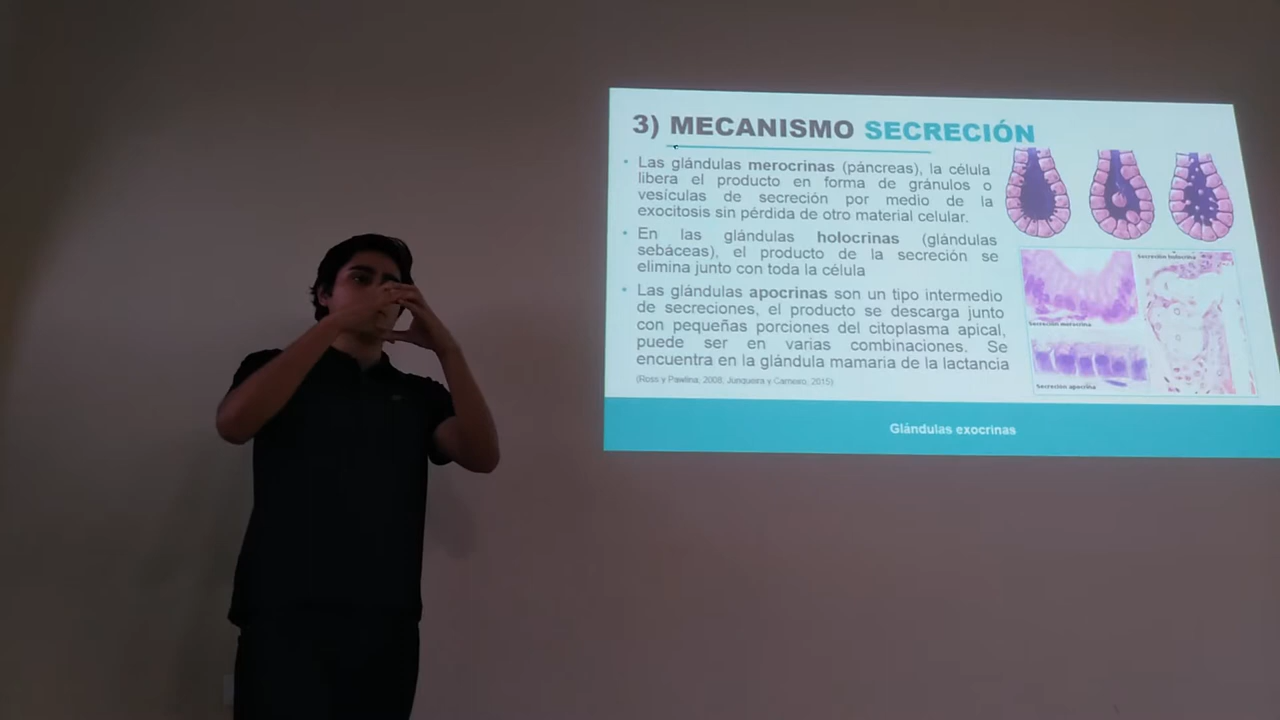 3) MECANISMO SECRECIÓN
• Las glándulas merocrinas (páncreas), la célula
libera el producto en forma de gránulos o
vesículas de secreción por medio de la
exocitosis sin pérdida de otro material celular.
• En las glándulas holocrinas (glándulas
sebáceas), el producto de la secreción se
elimina junto con toda la célula
• Las glándulas apocrinas son un tipo intermedio
de secreciones, el producto se descarga junto
con pequeñas porciones del citoplasma apical,
puede ser en varias combinaciones. Se
encuentra en la glándula mamaria de la lactancia
(Ross y Pawlina, 2008; Junqueira y Carneiro, 2015)
Secreción holocrina
Secreción merocrina
Secreción apocrina
Glándulas exocrinas